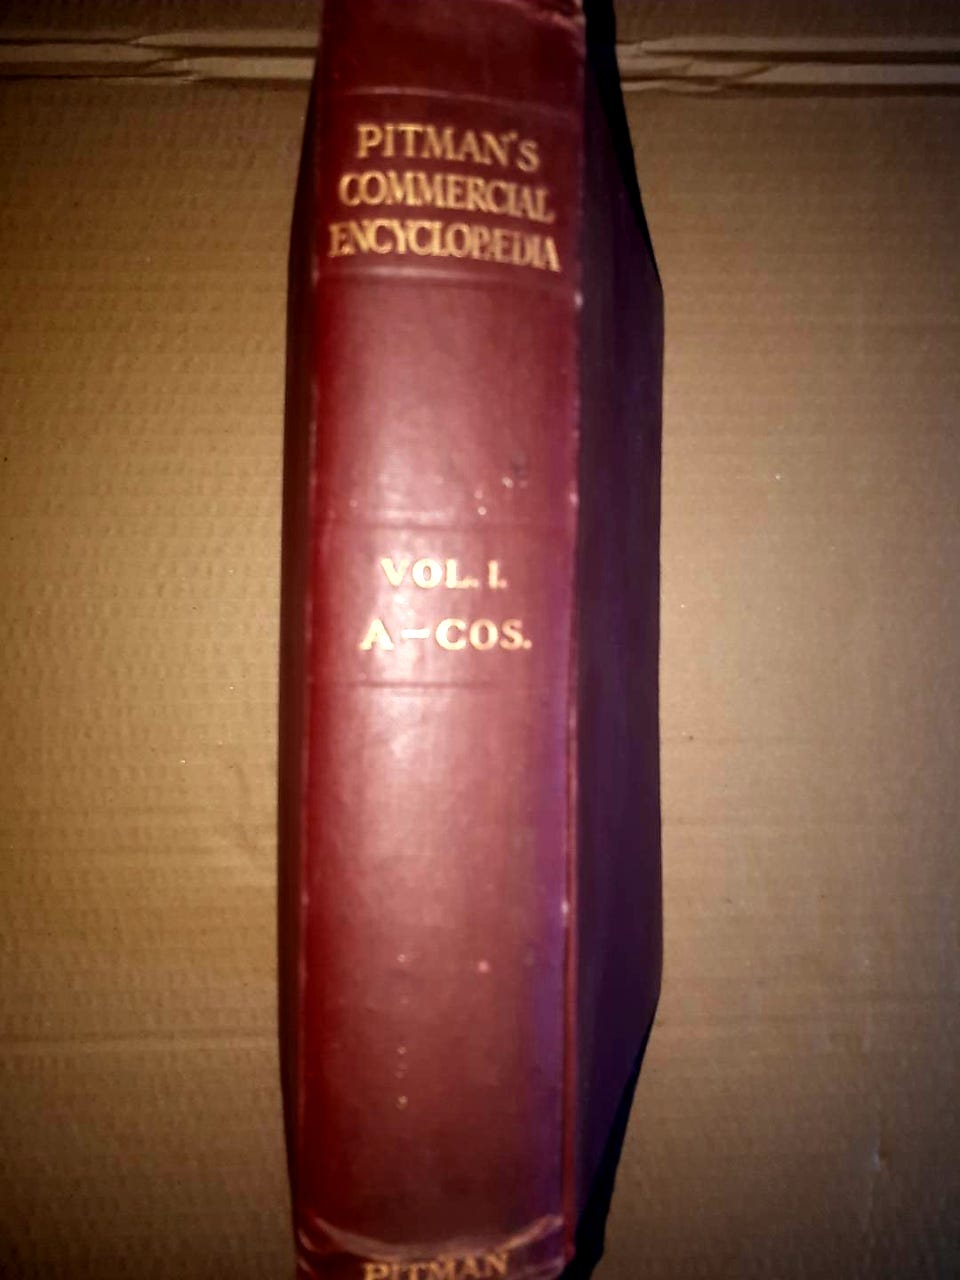 PITMAN'S
COMMERCIAL
ENCYCLOPÆDIA
VOL. I.
A-COS.
PITMAN